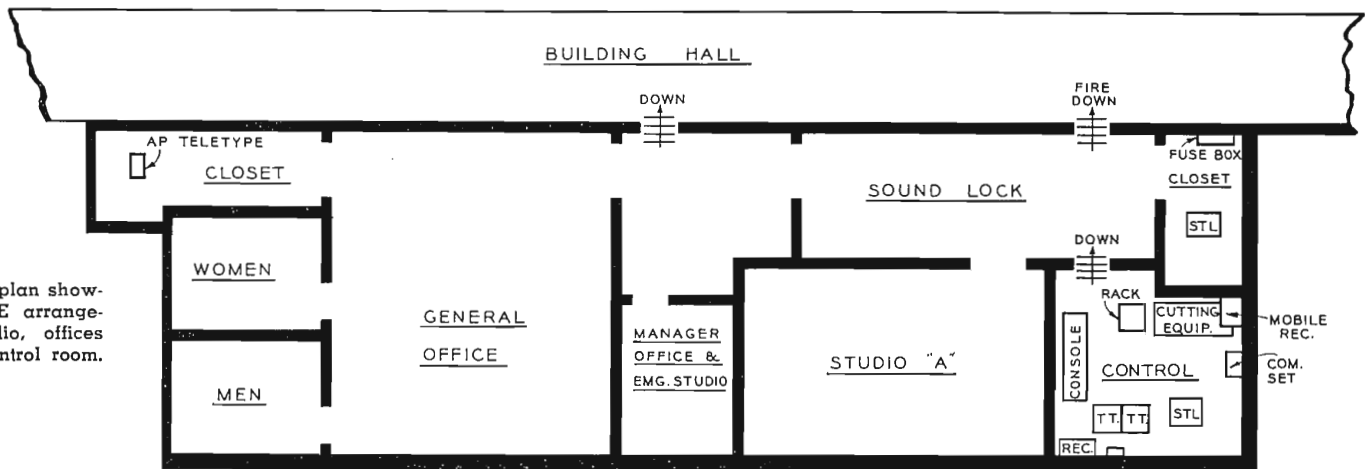 BUILDING HALL
DOWN
FIRE
DOWN
AP TELETYPE
CLOSET
FUSE BOX
CLOSET
SOUND LOCK
STL
DOWN
WOMEN
plan show-
E arrange-
lio, offices
ntrol room.
GENERAL
OFFICE
MANAGER
OFFICE &
EMG. STUDIO
STUDIO "A"
RACK
CUTTING
EQUIP.
MOBILE
REC.
CONSOLE
CONTROL
COM.
SET
MEN
TT. TT.
STL
REC.